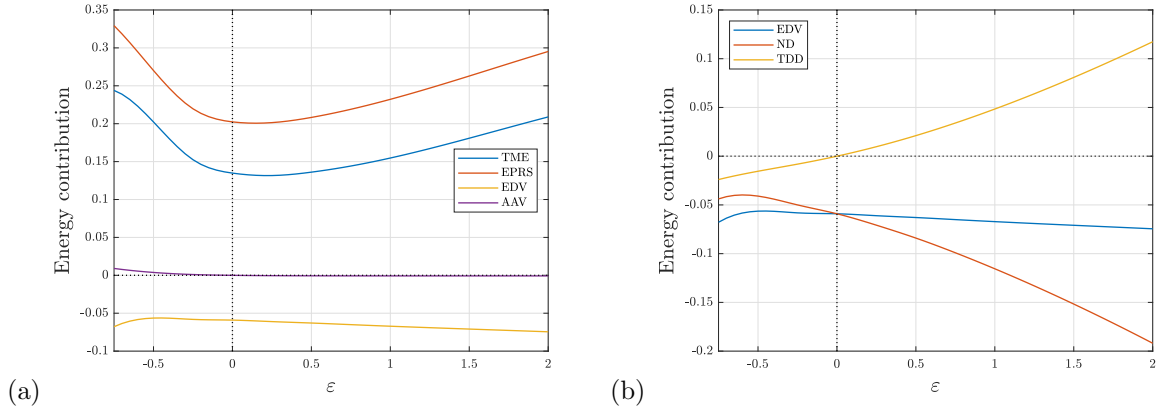 0.35
0.3
0.25
0.2
0.15
0.1
0.05
0
-0.05
-0.1
Energy contribution
-0.5
0
0.5
1
1.5
2
ε
TME
EPRS
EDV
AAV
(a)
0.15
0.1
0.05
0
-0.05
-0.1
-0.15
-0.2
Energy contribution
-0.5
0
0.5
1
1.5
2
ε
EDV
ND
TDD
(b)